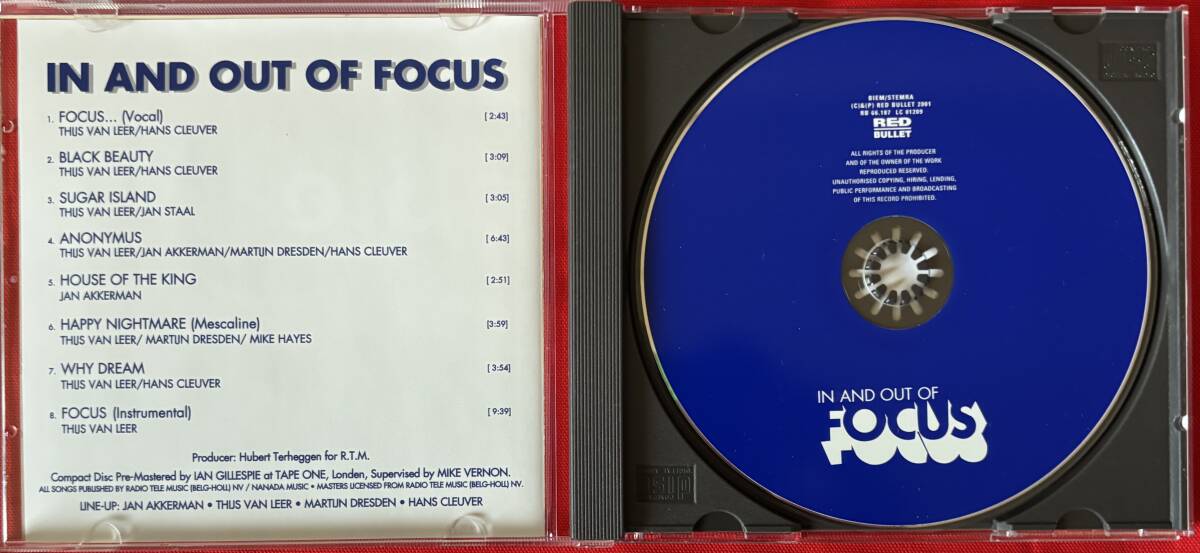 IN AND OUT OF FOCUS
1. FOCUS... (Vocal) [2:43]
THIJS VAN LEER/HANS CLEUVER
2. BLACK BEAUTY [3:09]
THIJS VAN LEER/HANS CLEUVER
3. SUGAR ISLAND [3:05]
THIJS VAN LEER/JAN STAAL
4. ANONYMUS [6:43]
THIJS VAN LEER/JAN AKKERMAN/MARTIJN DRESDEN/HANS CLEUVER
5. HOUSE OF THE KING [2:51]
JAN AKKERMAN
6. HAPPY NIGHTMARE (Mescaline) [3:59]
THIJS VAN LEER/ MARTIJN DRESDEN/ MIKE HAYES
7. WHY DREAM [3:54]
THIJS VAN LEER/HANS CLEUVER
8. FOCUS (Instrumental) [9:39]
THIJS VAN LEER
Producer: Hubert Terheggen for R.T.M.
Compact Disc Pre-Mastered by IAN GILLESPIE at TAPE ONE, Londen, Supervised by MIKE VERNON.
ALL SONGS PUBLISHED BY RADIO TELE MUSIC (BELG-HOLL) NV / NANADA MUSIC • MASTERS LICENSED FROM RADIO TELE MUSIC (BELG-HOLL) NV.
LINE-UP: JAN AKKERMAN • THIJS VAN LEER • MARTIJN DRESDEN • HANS CLEUVER
BIEM/STEMRA
(C)&(P) RED BULLET 2001
RB 66.187 LC 01209
RED
BULLET
ALL RIGHTS OF THE PRODUCER
AND OF THE OWNER OF THE WORK
REPRODUCED RESERVED.
UNAUTHORISED COPYING, HIRING, LENDING,
PUBLIC PERFORMANCE AND BROADCASTING
OF THIS RECORD PROHIBITED.
IN AND OUT OF
FOCUS